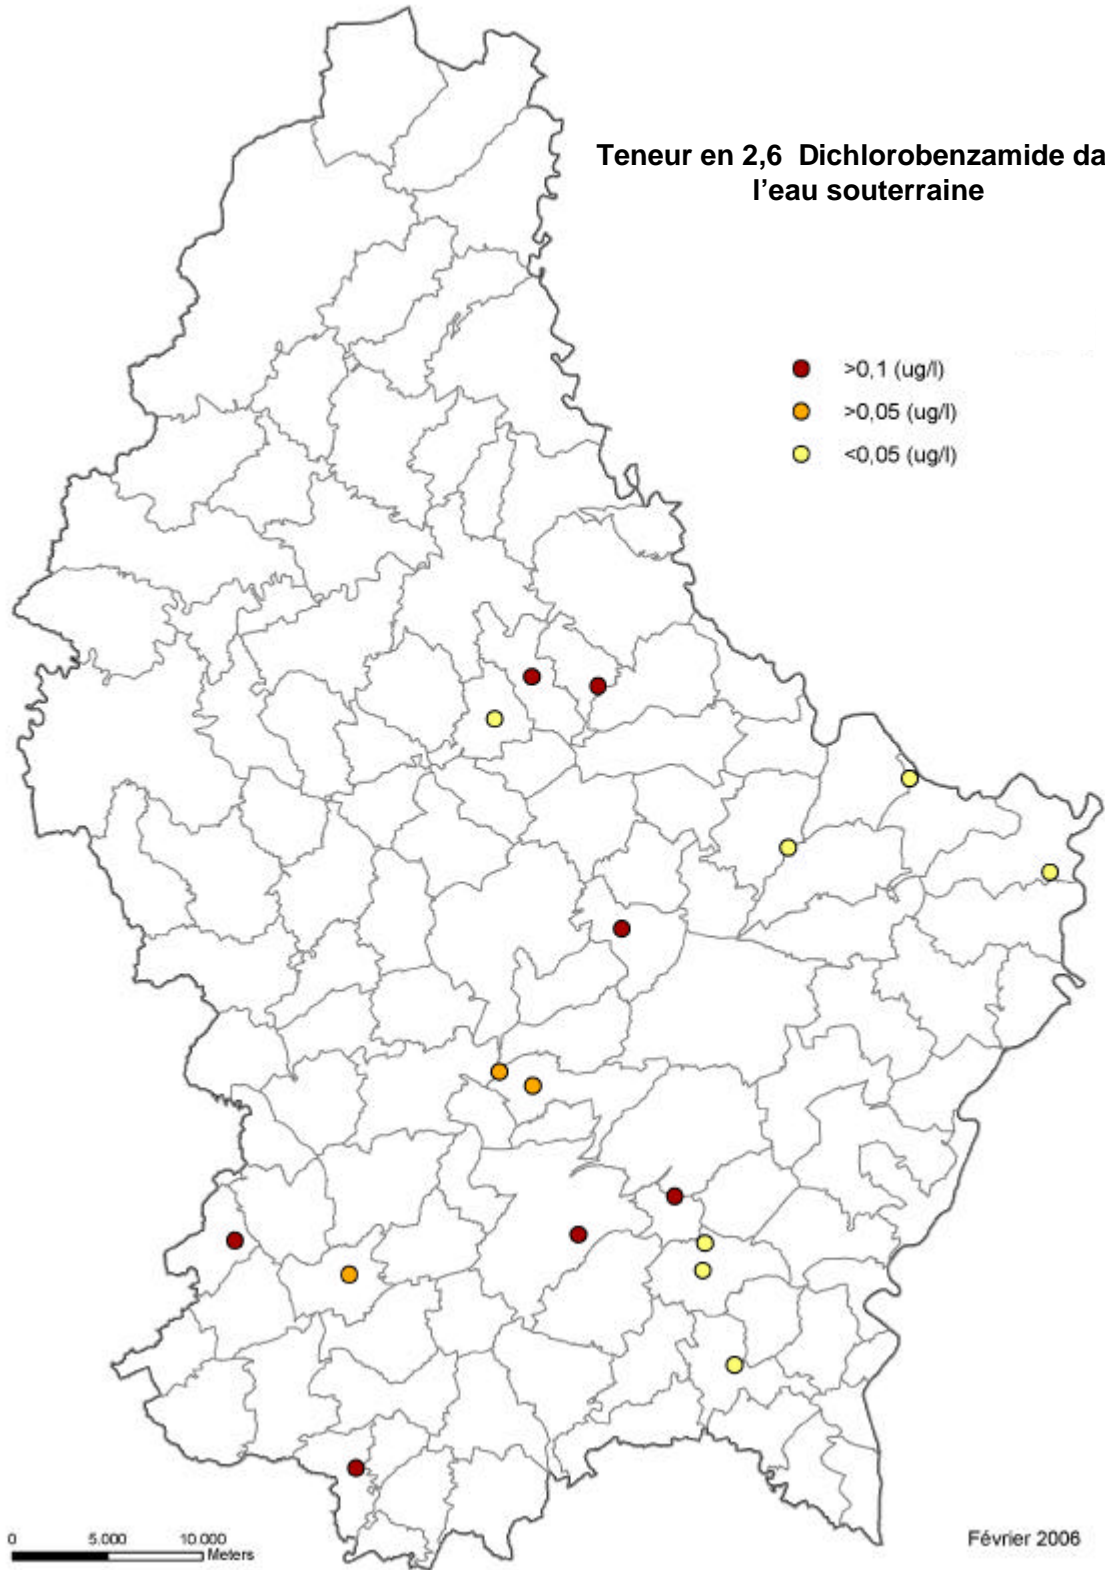 Teneur en 2,6 Dichlorobenzamide da
l'eau souterraine
>0,1 (ug/l)
>0,05 (ug/l)
<0,05 (ug/l)
0 5.000 10.000
Meters
Février 2006